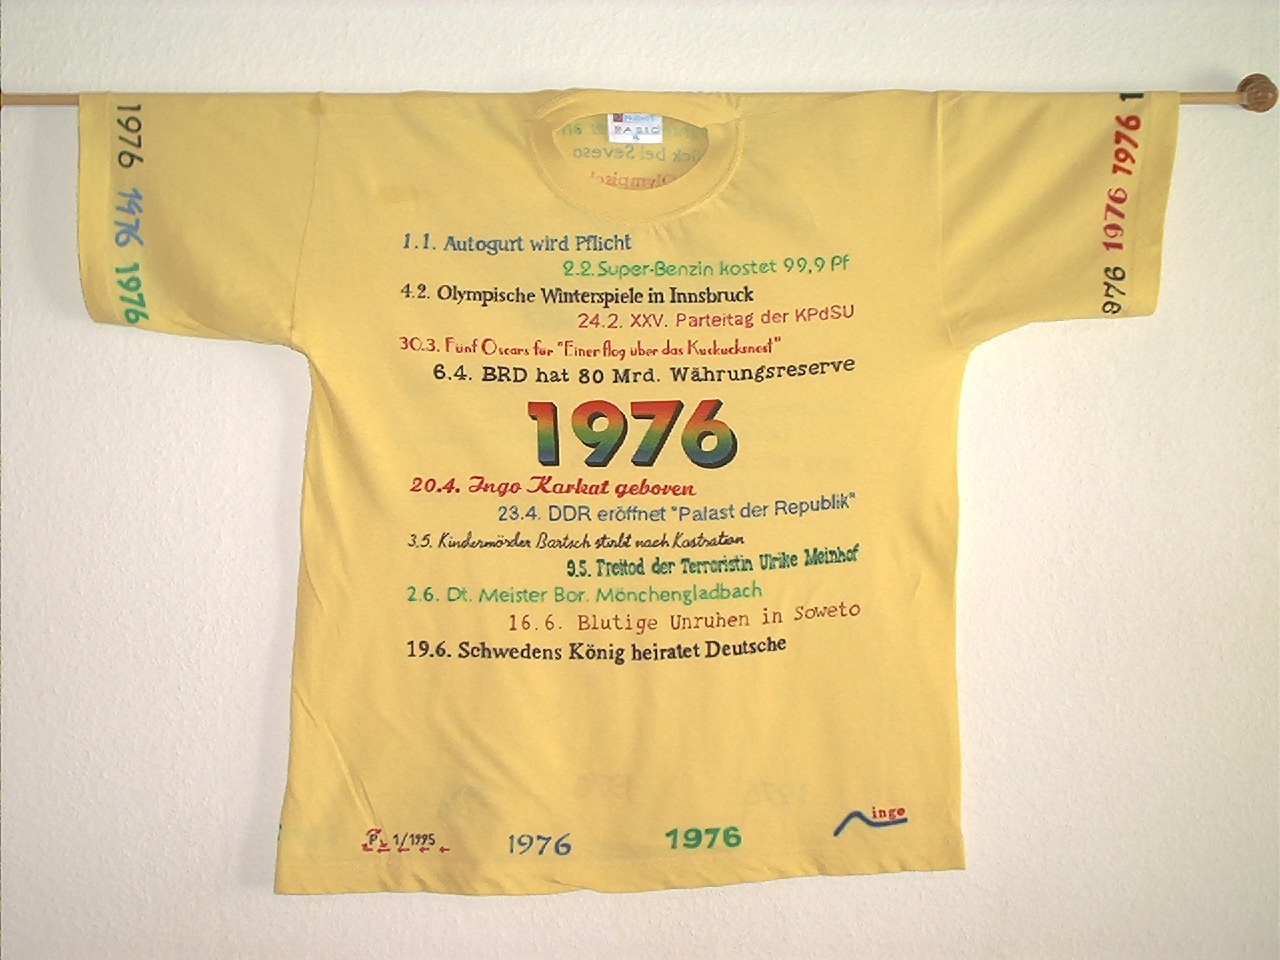 1976 1976 1976
1
1976
1976
976
BASIC
1.1. Autogurt wird Pflicht
2.2. Super-Benzin kostet 99,9 Pf
4.2. Olympische Winterspiele in Innsbruck
24.2. XXV. Parteitag der KPdSU
30.3. Fünf Oscars für "Einer flog über das Kuckucksnest"
6.4. BRD hat 80 Mrd. Währungsreserve
1976
20.4. Ingo Karkat geboren
23.4. DDR eröffnet "Palast der Republik"
3.5. Kindermörder Bartsch stirbt nach Kastration
9.5. Freitod der Terroristin Ulrike Meinhof
2.6. Dt. Meister Bor. Mönchengladbach
16.6. Blutige Unruhen in Soweto
19.6. Schwedens König heiratet Deutsche
1/1995
1976
1976
ingo